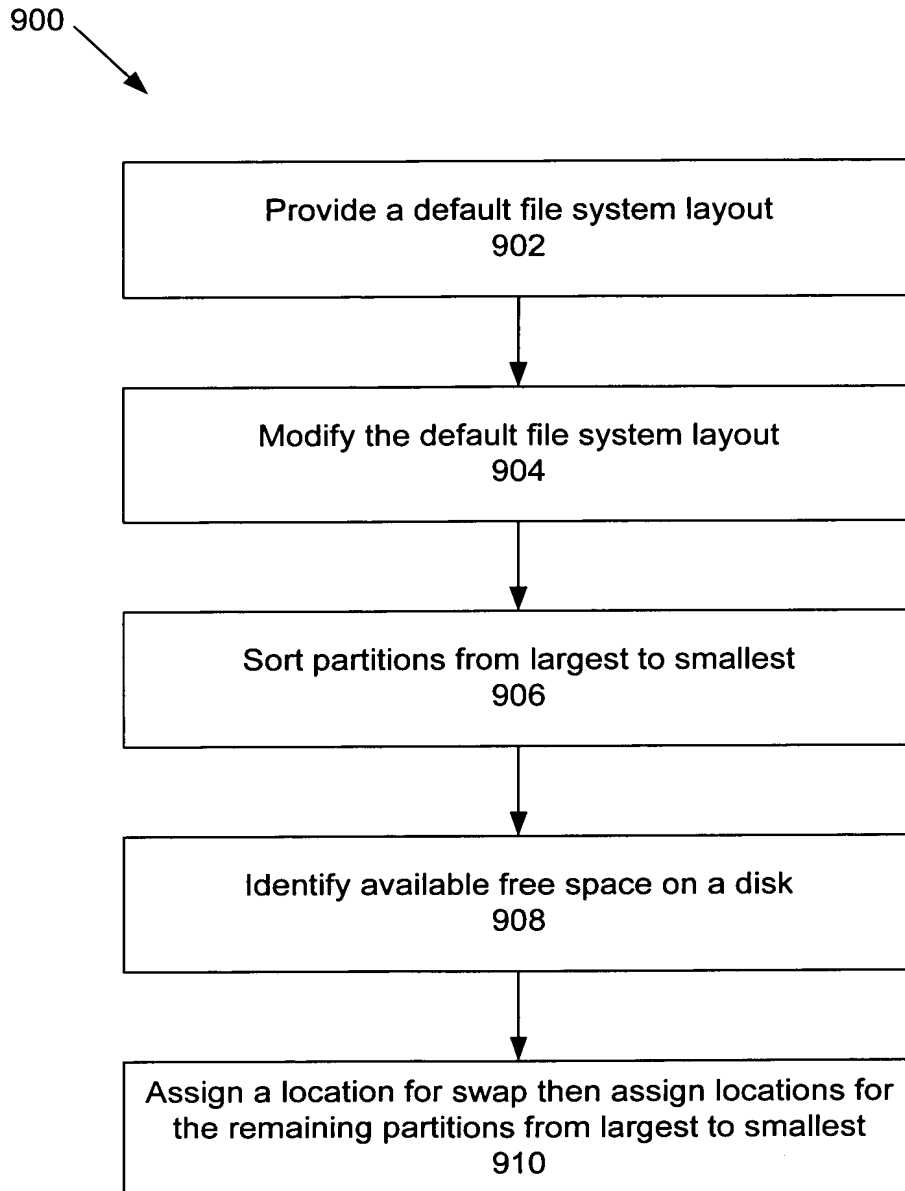 900
Provide a default file system layout
902
Modify the default file system layout
904
Sort partitions from largest to smallest
906
Identify available free space on a disk
908
Assign a location for swap then assign locations for
the remaining partitions from largest to smallest
910